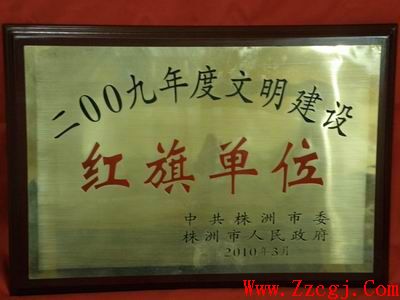 二00九年度文明建设
红旗单位
中共株洲市委
株洲市人民政府
2010年3月
Www.Zzcgj.Com